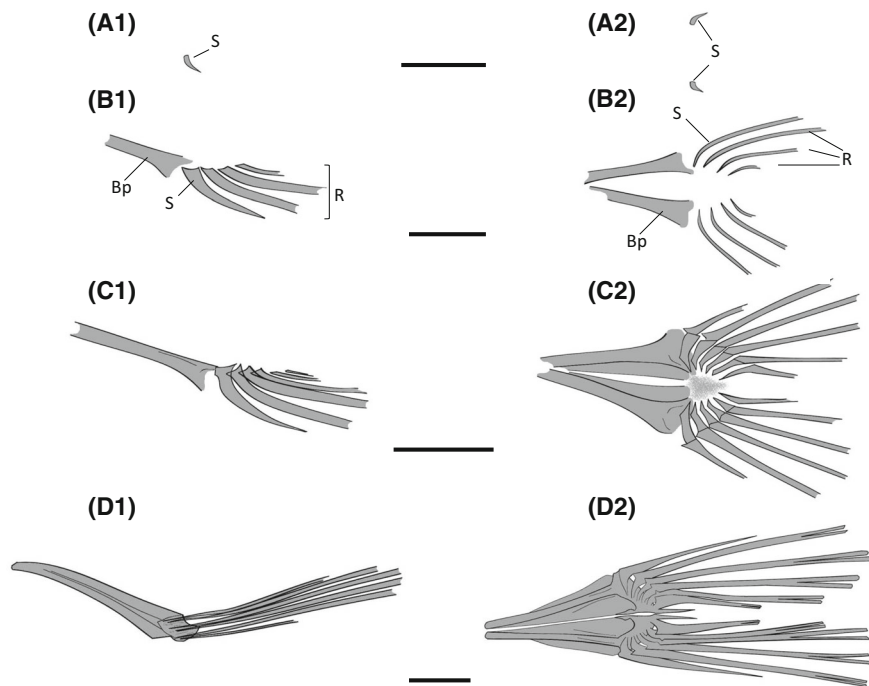 (A1)
S
(A2)
S
(B1)
Bp
S
R
(B2)
S
R
Bp
(C1)
(C2)
(D1)
(D2)